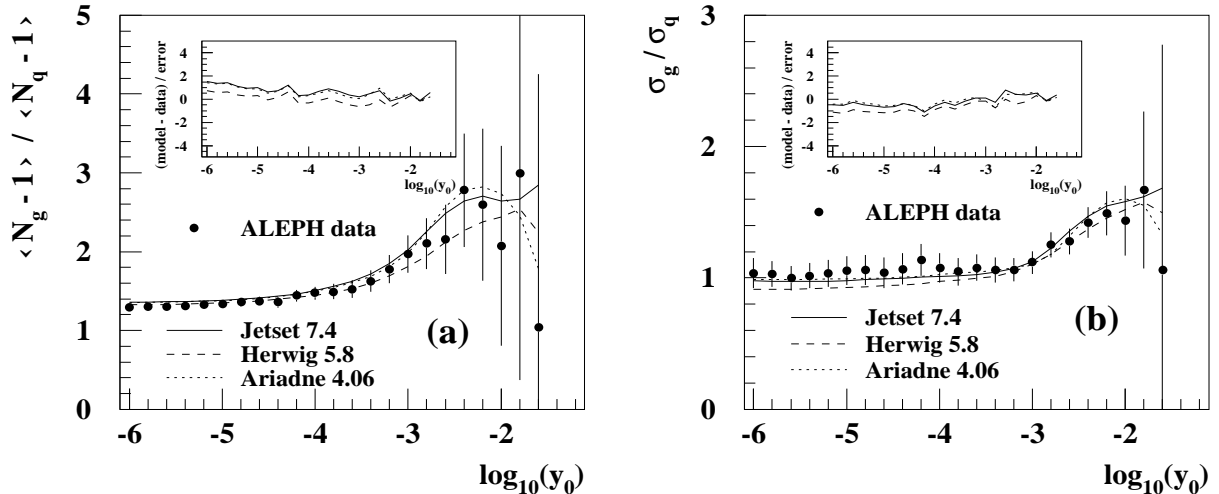 ⟨N_g - 1⟩ / ⟨N_q - 1⟩
5
4
3
2
1
0
(model - data) / error
4
2
0
-2
-4
-6 -5 -4 -3 -2
log10(y0)
ALEPH data
Jetset 7.4
Herwig 5.8
Ariadne 4.06
(a)
-6 -5 -4 -3 -2
log10(y0)
σ_g / σ_q
3
2
1
0
(model - data) / error
4
2
0
-2
-4
-6 -5 -4 -3 -2
log10(y0)
ALEPH data
Jetset 7.4
Herwig 5.8
Ariadne 4.06
(b)
-6 -5 -4 -3 -2
log10(y0)